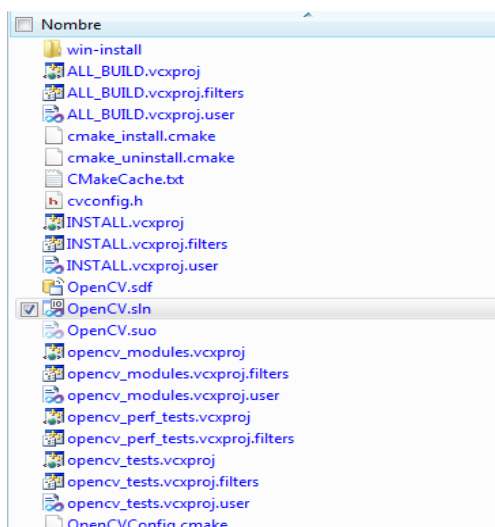 Nombre
win-install
ALL_BUILD.vcxproj
ALL_BUILD.vcxproj.filters
ALL_BUILD.vcxproj.user
cmake_install.cmake
cmake_uninstall.cmake
CMakeCache.txt
cvconfig.h
INSTALL.vcxproj
INSTALL.vcxproj.filters
INSTALL.vcxproj.user
OpenCV.sdf
OpenCV.sln
OpenCV.suo
opencv_modules.vcxproj
opencv_modules.vcxproj.filters
opencv_modules.vcxproj.user
opencv_perf_tests.vcxproj
opencv_perf_tests.vcxproj.filters
opencv_tests.vcxproj
opencv_tests.vcxproj.filters
opencv_tests.vcxproj.user
OpenCVConfig.cmake